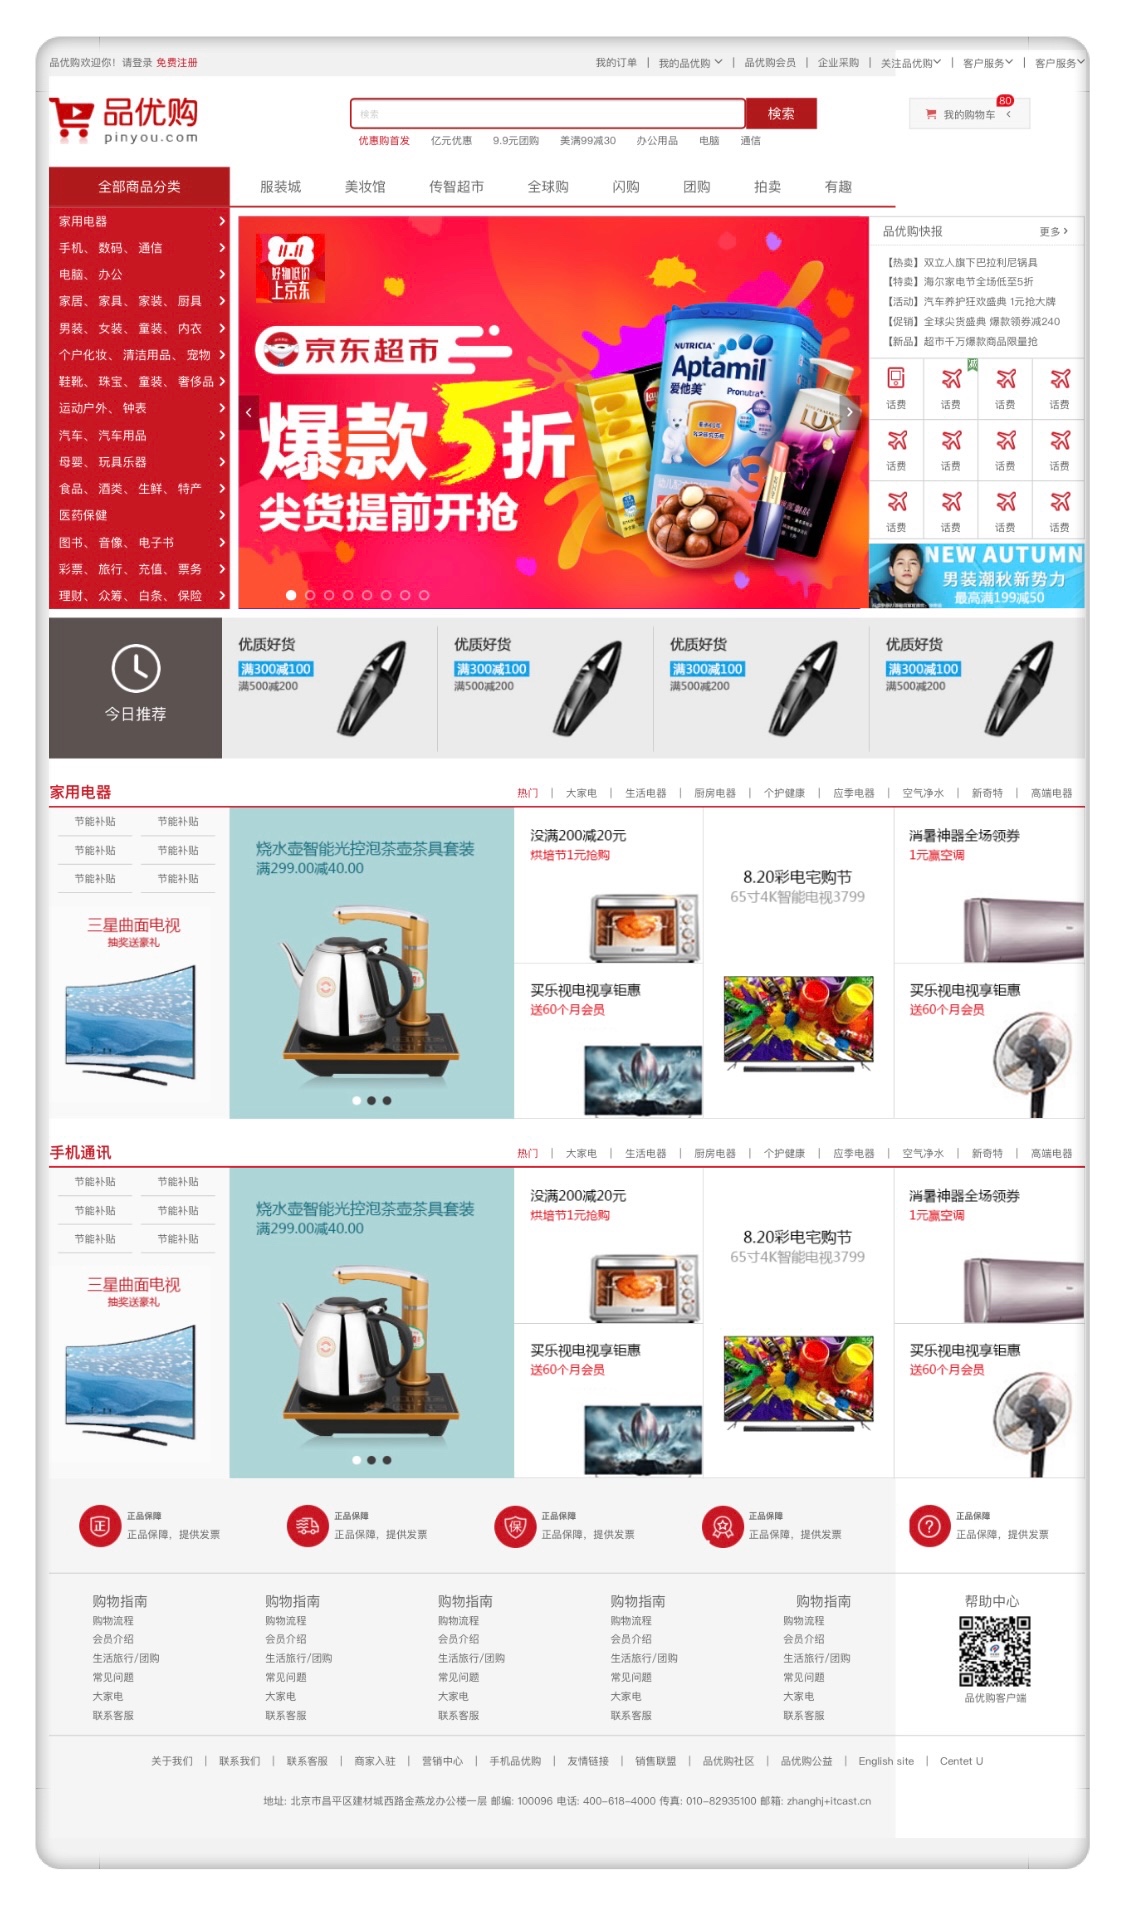 品优购欢迎你！请登录 免费注册
我的订单 | 我的品优购 | 品优购会员 | 企业采购 | 关注品优购 | 客户服务 | 客户服务
品优购
pinyou.com
検索
検索
80
我的购物车
优惠购首发 亿元优惠 9.9元团购 美满99减30 办公用品 电脑 通信
全部商品分类 服装城 美妆馆 传智超市 全球购 闪购 团购 拍卖 有趣
家用电器
手机、 数码、 通信
电脑、 办公
家居、 家具、 家装、 厨具
男装、 女装、 童装、 内衣
个户化妆、 清洁用品、 宠物
鞋靴、 珠宝、 童装、 奢侈品
运动户外、 钟表
汽车、 汽车用品
母婴、 玩具乐器
食品、 酒类、 生鲜、 特产
医药保健
图书、 音像、 电子书
彩票、 旅行、 充值、 票务
理财、 众筹、 白条、 保险
11.11
好物低价
上京东
京东超市
爆款5折
尖货提前开抢
NUTRICIA
Aptamil
爱他美
Pronutra+
LUX
品优购快报 更多
【热卖】双立人旗下巴拉利尼锅具
【特卖】海尔家电节全场低至5折
【活动】汽车养护狂欢盛典 1元抢大牌
【促销】全球尖货盛典 爆款领券减240
【新品】超市千万爆款商品限量抢
话费 话费 话费 话费
话费 话费 话费 话费
话费 话费 话费 话费
NEW AUTUMN
男装潮秋新势力
最高满199减50
今日推荐
优质好货 优质好货 优质好货 优质好货
满300减100 满300减100 满300减100 满300减100
满500减200 满500减200 满500减200 满500减200
家用电器
热门 | 大家电 | 生活电器 | 厨房电器 | 个护健康 | 应季电器 | 空气净水 | 新奇特 | 高端电器
节能补贴 节能补贴
节能补贴 节能补贴
节能补贴 节能补贴
三星曲面电视
抽奖送豪礼
烧水壶智能光控泡茶壶茶具套装
满299.00减40.00
没满200减20元
烘培节1元抢购
买乐视电视享钜惠
送60个月会员
8.20彩电宅购节
65寸4K智能电视3799
消暑神器全场领券
1元赢空调
买乐视电视享钜惠
送60个月会员
手机通讯
热门 | 大家电 | 生活电器 | 厨房电器 | 个护健康 | 应季电器 | 空气净水 | 新奇特 | 高端电器
节能补贴 节能补贴
节能补贴 节能补贴
节能补贴 节能补贴
三星曲面电视
抽奖送豪礼
烧水壶智能光控泡茶壶茶具套装
满299.00减40.00
没满200减20元
烘培节1元抢购
买乐视电视享钜惠
送60个月会员
8.20彩电宅购节
65寸4K智能电视3799
消暑神器全场领券
1元赢空调
买乐视电视享钜惠
送60个月会员
正 保 ?
正品保障 正品保障 正品保障 正品保障 正品保障
正品保障，提供发票 正品保障，提供发票 正品保障，提供发票 正品保障，提供发票 正品保障，提供发票
购物指南 购物指南 购物指南 购物指南 购物指南 帮助中心
购物流程 购物流程 购物流程 购物流程 购物流程
会员介绍 会员介绍 会员介绍 会员介绍 会员介绍
生活旅行/团购 生活旅行/团购 生活旅行/团购 生活旅行/团购 生活旅行/团购
常见问题 常见问题 常见问题 常见问题 常见问题
大家电 大家电 大家电 大家电 大家电
联系客服 联系客服 联系客服 联系客服 联系客服
品优购客户端
关于我们 | 联系我们 | 联系客服 | 商家入驻 | 营销中心 | 手机品优购 | 友情链接 | 销售联盟 | 品优购社区 | 品优购公益 | English site | Centet U
地址: 北京市昌平区建材城西路金燕龙办公楼一层 邮编: 100096 电话: 400-618-4000 传真: 010-82935100 邮箱: zhanghj+itcast.cn